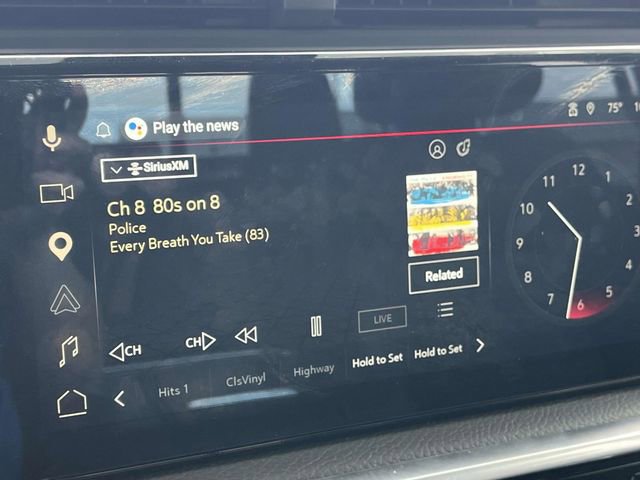 Play the news
75°
SiriusXM
Ch 8 80s on 8
Police
Every Breath You Take (83)
Related
12
1
2
3
4
5
6
7
8
9
10
11
CH
CH
LIVE
Hits 1
ClsVinyl
Highway
Hold to Set
Hold to Set